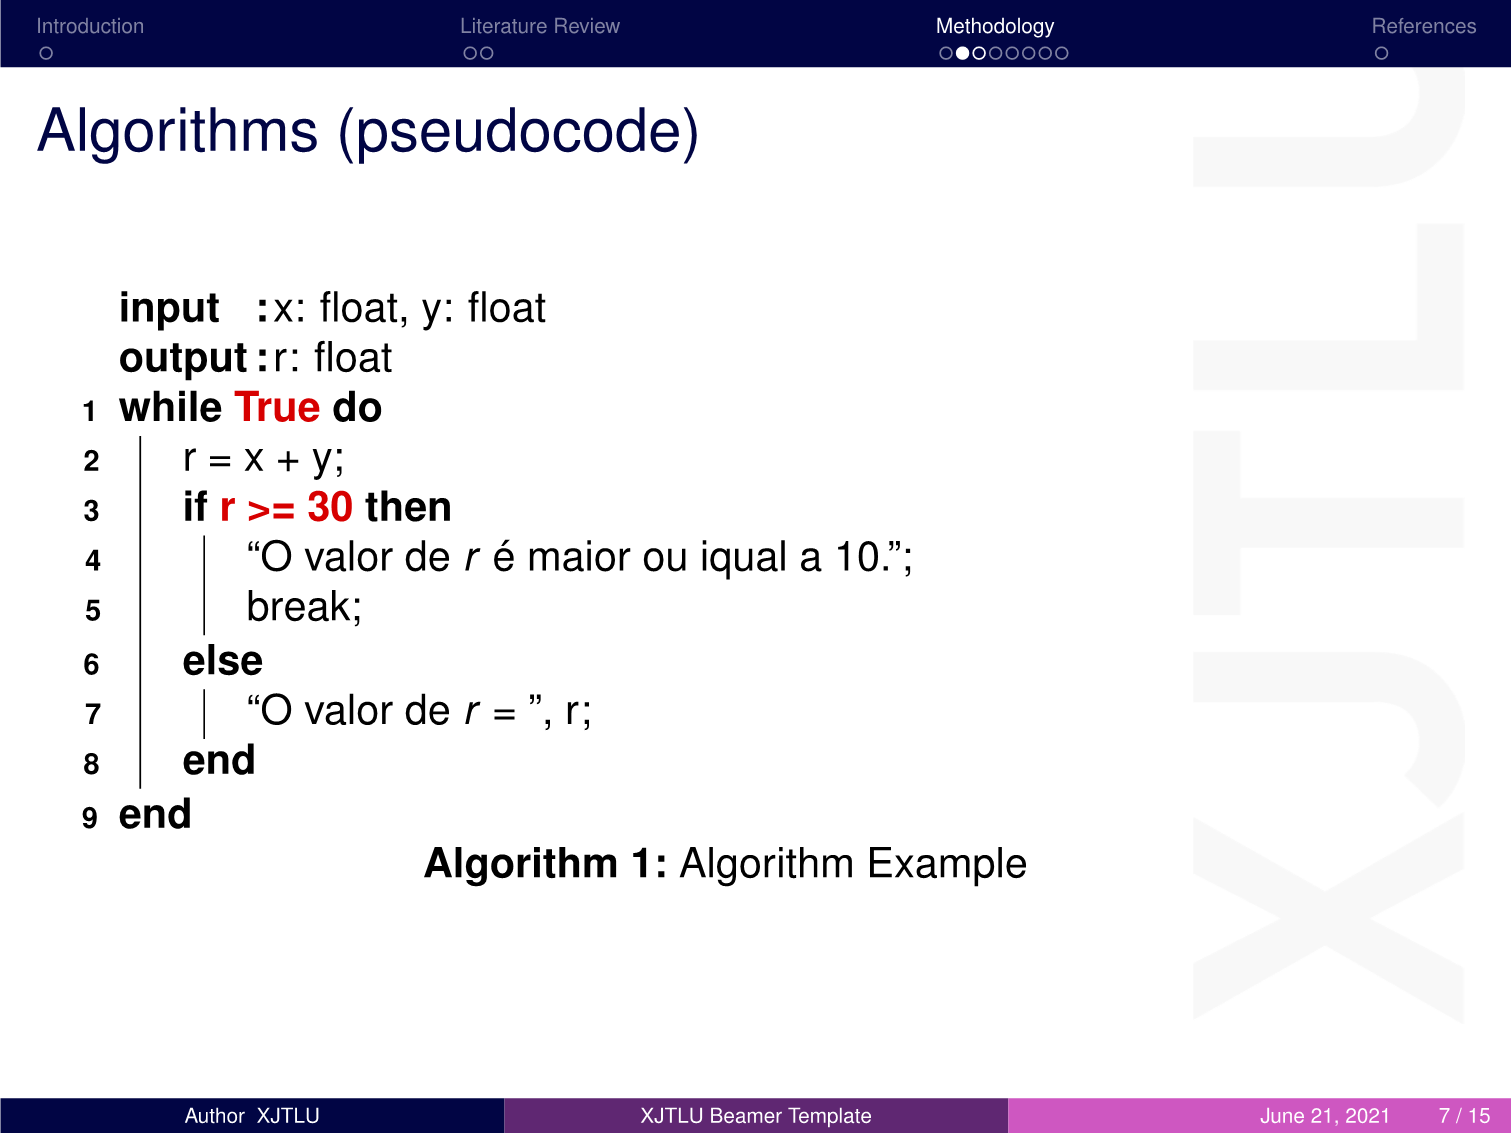 Introduction Literature Review Methodology References
Algorithms (pseudocode)
input : x: float, y: float
output : r: float
1 while True do
2 r = x + y;
3 if r >= 30 then
4 “O valor de r é maior ou iqual a 10.”;
5 break;
6 else
7 “O valor de r = ”, r;
8 end
9 end
Algorithm 1: Algorithm Example
XJTLU
Author XJTLU XJTLU Beamer Template June 21, 2021 7 / 15